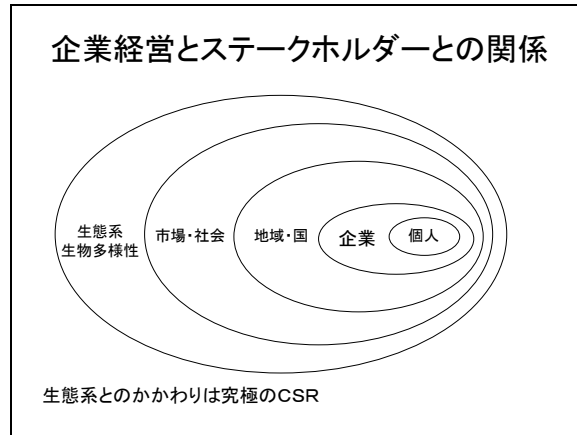 企業経営とステークホルダーとの関係
生態系
生物多様性
市場・社会
地域・国
企業
個人
生態系とのかかわりは究極のCSR